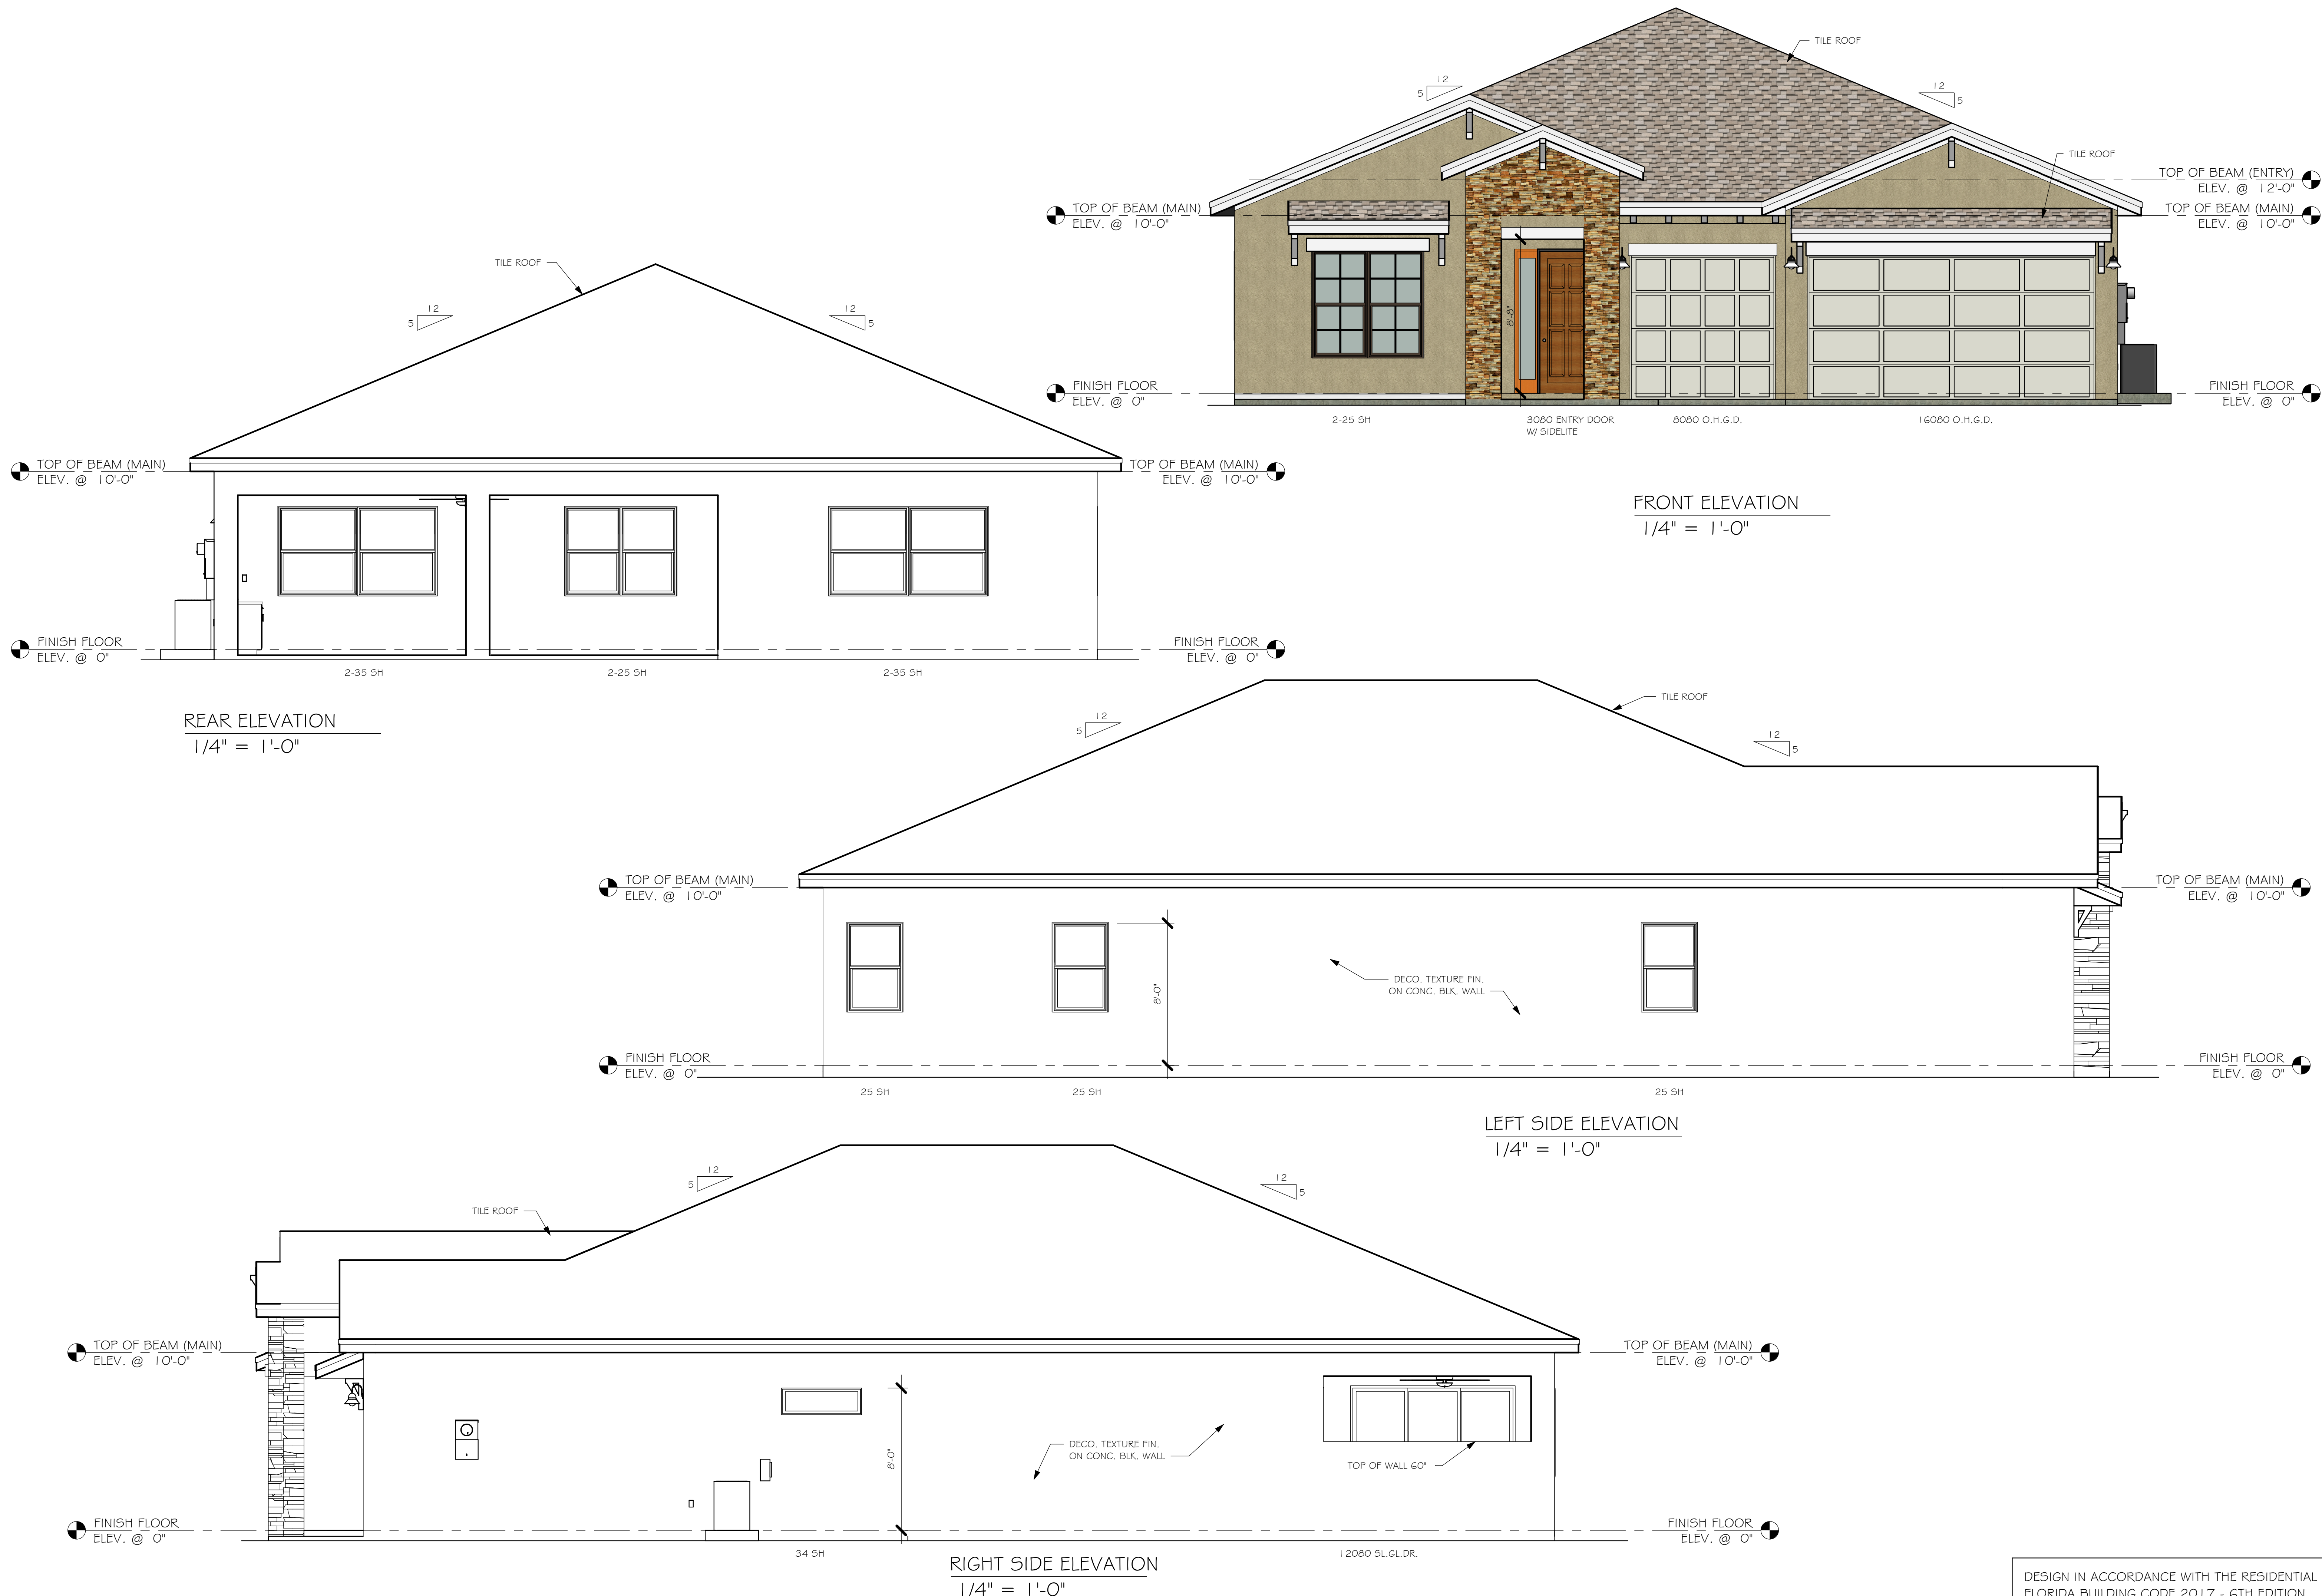 TILE ROOF
12
5
12
5
TILE ROOF
TOP OF BEAM (ENTRY)
ELEV. @ 12'-0"
TOP OF BEAM (MAIN)
ELEV. @ 10'-0"
TOP OF BEAM (MAIN)
ELEV. @ 10'-0"
8'-8"
FINISH FLOOR
ELEV. @ 0"
FINISH FLOOR
ELEV. @ 0"
2-25 SH
3080 ENTRY DOOR
W/ SIDELITE
8080 O.H.G.D.
16080 O.H.G.D.
FRONT ELEVATION
1/4" = 1'-0"
TILE ROOF
12
5
12
5
TOP OF BEAM (MAIN)
ELEV. @ 10'-0"
TOP OF BEAM (MAIN)
ELEV. @ 10'-0"
FINISH FLOOR
ELEV. @ 0"
FINISH FLOOR
ELEV. @ 0"
2-35 SH
2-25 SH
2-35 SH
REAR ELEVATION
1/4" = 1'-0"
TILE ROOF
12
5
12
5
TOP OF BEAM (MAIN)
ELEV. @ 10'-0"
TOP OF BEAM (MAIN)
ELEV. @ 10'-0"
DECO. TEXTURE FIN.
ON CONC. BLK. WALL
8'-0"
FINISH FLOOR
ELEV. @ 0"
FINISH FLOOR
ELEV. @ 0"
25 SH
25 SH
25 SH
LEFT SIDE ELEVATION
1/4" = 1'-0"
12
5
12
5
TILE ROOF
TOP OF BEAM (MAIN)
ELEV. @ 10'-0"
TOP OF BEAM (MAIN)
ELEV. @ 10'-0"
DECO. TEXTURE FIN.
ON CONC. BLK. WALL
8'-0"
TOP OF WALL 60"
FINISH FLOOR
ELEV. @ 0"
FINISH FLOOR
ELEV. @ 0"
34 SH
12080 SL.GL.DR.
RIGHT SIDE ELEVATION
1/4" = 1'-0"
DESIGN IN ACCORDANCE WITH THE RESIDENTIAL
FLORIDA BUILDING CODE 2017 - 6TH EDITION